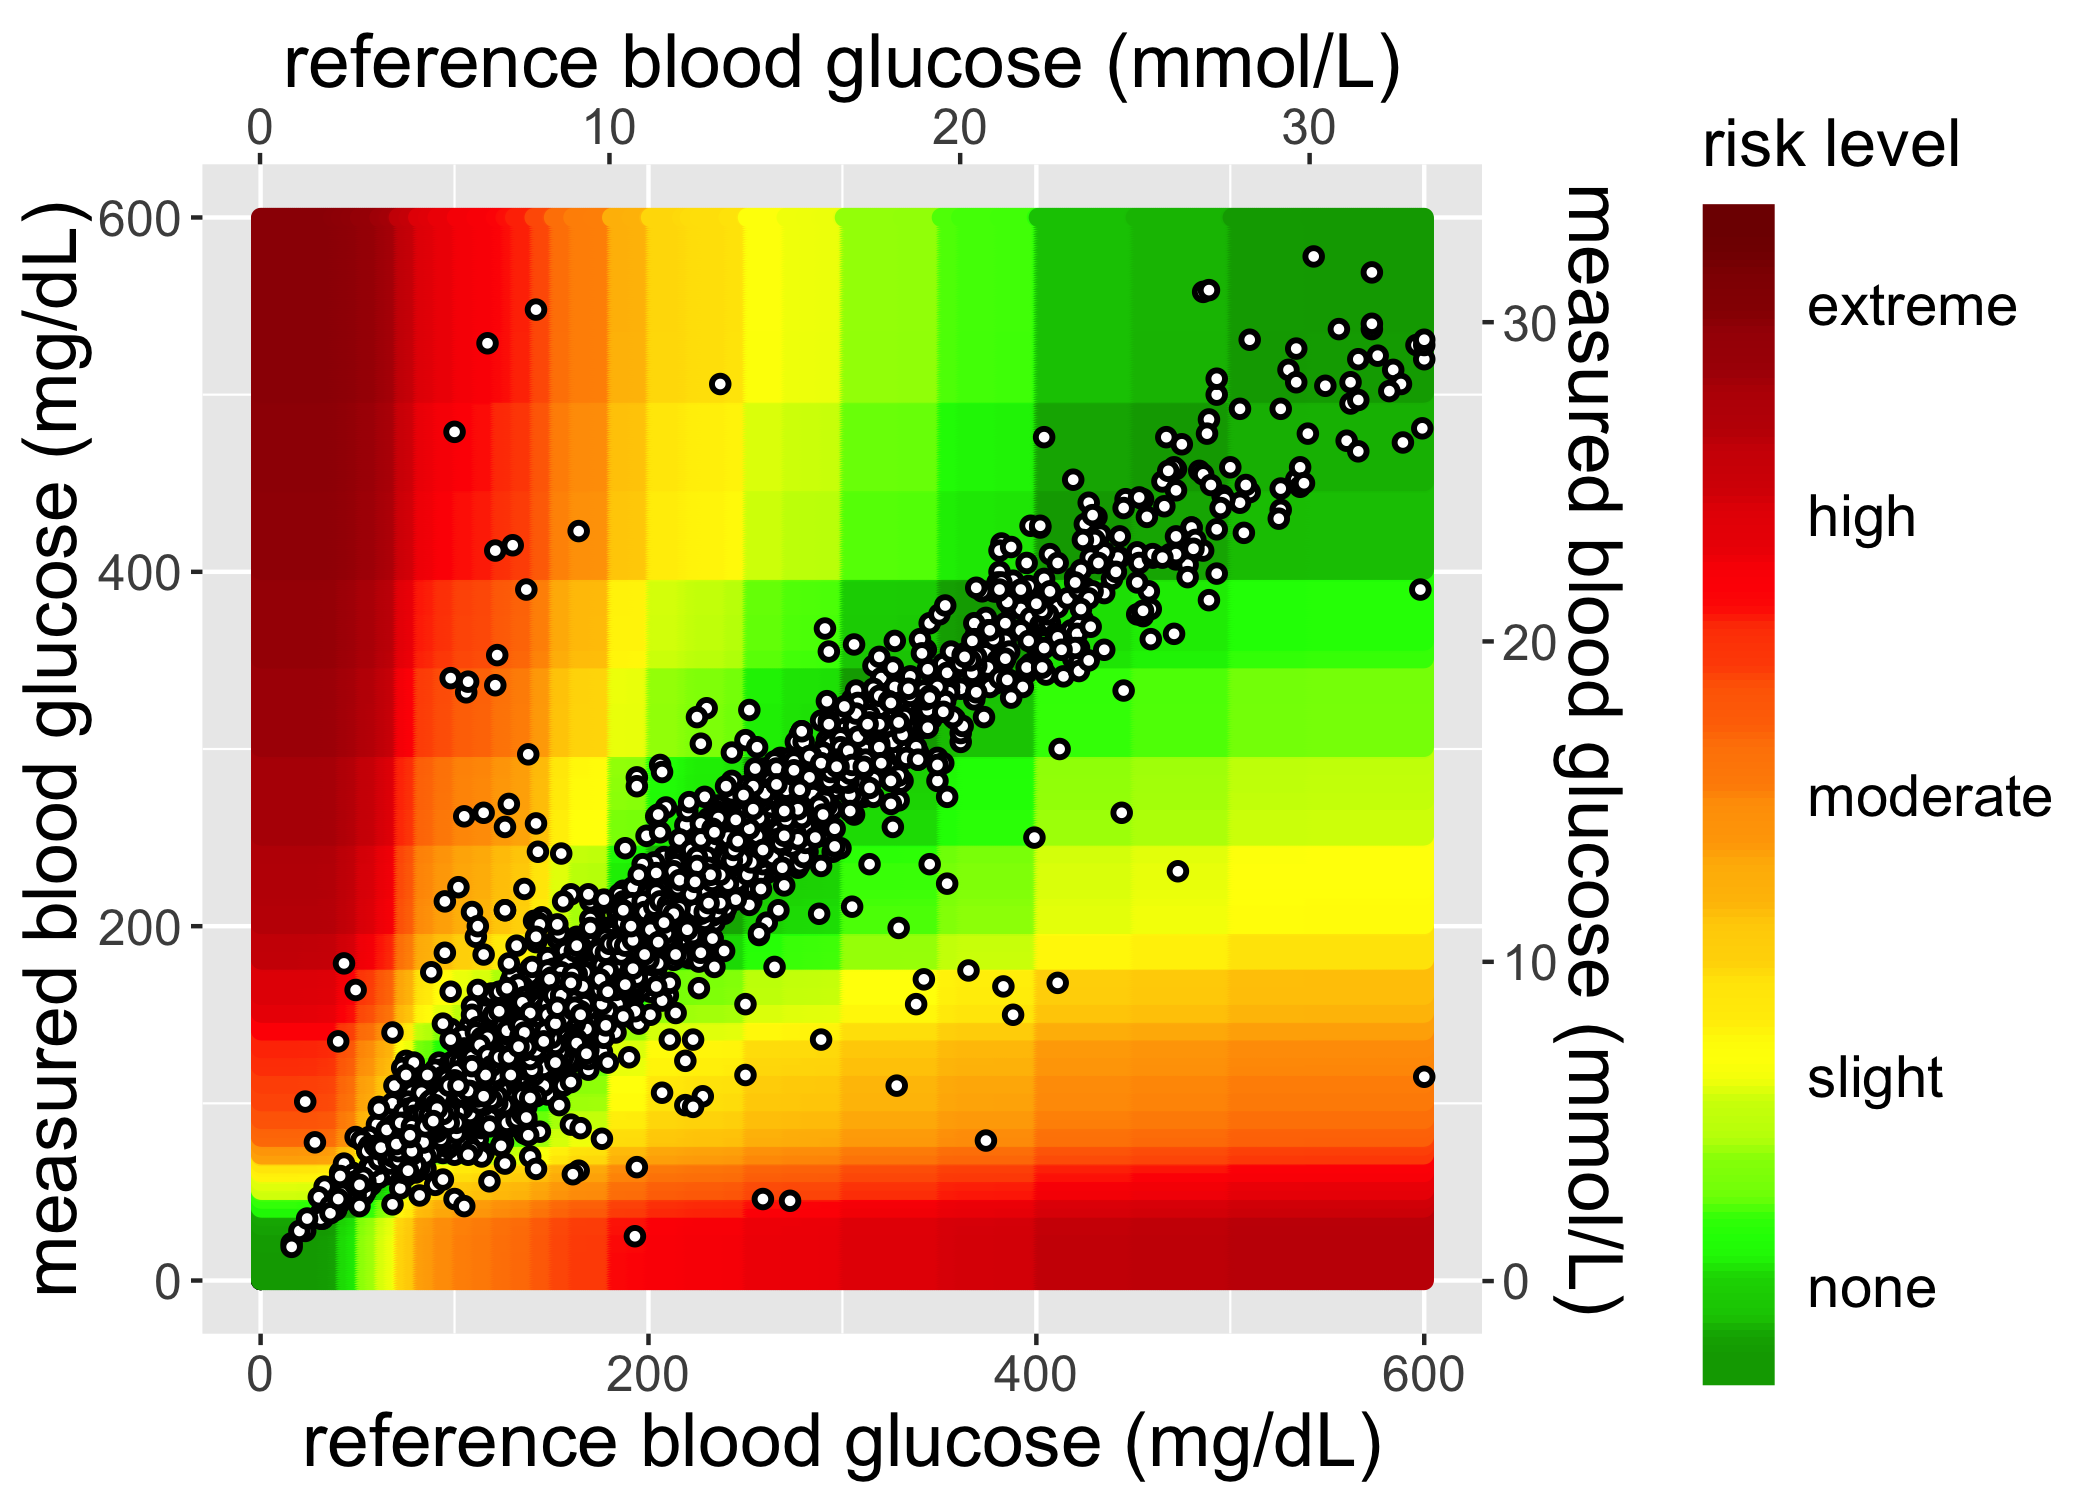 reference blood glucose (mmol/L)
0 10 20 30
measured blood glucose (mg/dL)
600
400
200
0
30
20
10
0
measured blood glucose (mmol/L)
0 200 400 600
reference blood glucose (mg/dL)
risk level
extreme
high
moderate
slight
none